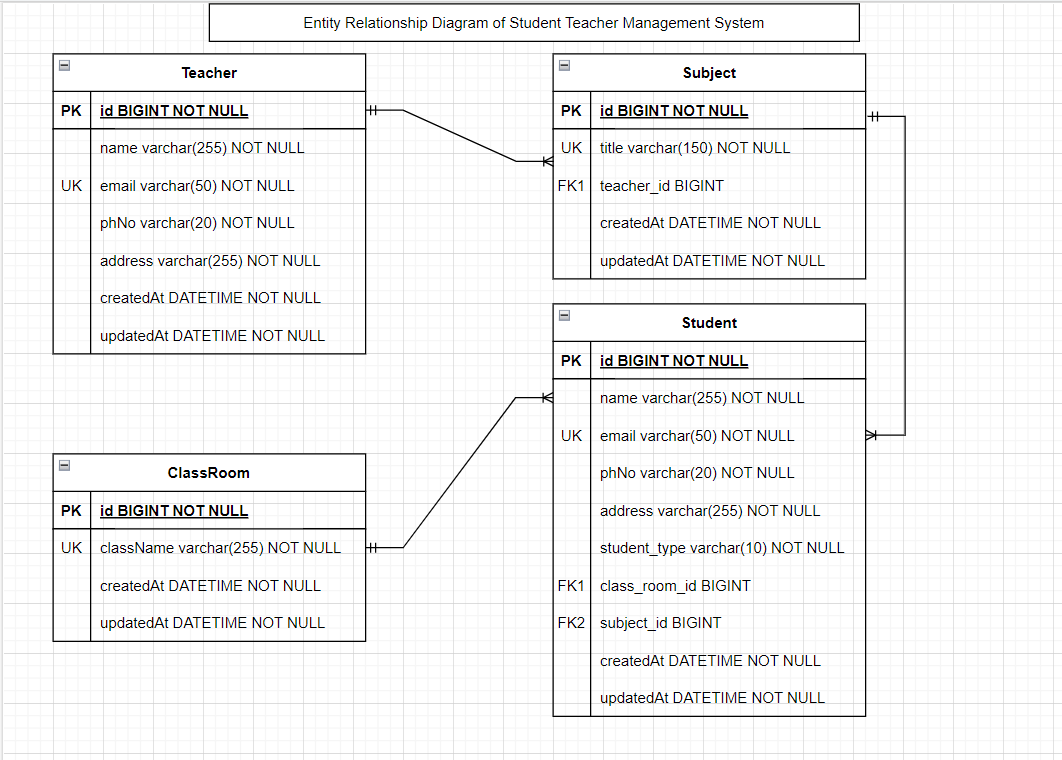 Entity Relationship Diagram of Student Teacher Management System
Teacher
PK id BIGINT NOT NULL
name varchar(255) NOT NULL
UK email varchar(50) NOT NULL
phNo varchar(20) NOT NULL
address varchar(255) NOT NULL
createdAt DATETIME NOT NULL
updatedAt DATETIME NOT NULL
Subject
PK id BIGINT NOT NULL
UK title varchar(150) NOT NULL
FK1 teacher_id BIGINT
createdAt DATETIME NOT NULL
updatedAt DATETIME NOT NULL
ClassRoom
PK id BIGINT NOT NULL
UK className varchar(255) NOT NULL
createdAt DATETIME NOT NULL
updatedAt DATETIME NOT NULL
Student
PK id BIGINT NOT NULL
name varchar(255) NOT NULL
UK email varchar(50) NOT NULL
phNo varchar(20) NOT NULL
address varchar(255) NOT NULL
student_type varchar(10) NOT NULL
FK1 class_room_id BIGINT
FK2 subject_id BIGINT
createdAt DATETIME NOT NULL
updatedAt DATETIME NOT NULL